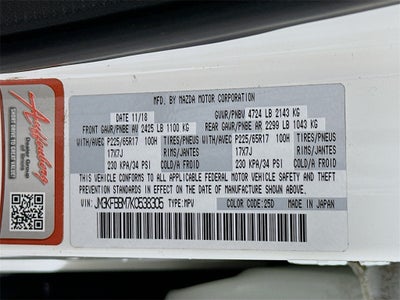 MFD. BY MAZDA MOTOR CORPORATION
DATE 11/18 GVWR/PNBV 4724 LB 2143 KG
FRONT GAWR/PNBE AV 2425 LB 1100 KG REAR GAWR/PNBE AR 2299 LB 1043 KG
WITH/AVEC P225/65R17 100H TIRES/PNEUS WITH/AVEC P225/65R17 100H TIRES/PNEUS
17X7J RIMS/JANTES 17X7J RIMS/JANTES
230 KPA/34 PSI COLD/A FROID 230 KPA/34 PSI COLD/A FROID
THIS VEHICLE CONFORMS TO ALL APPLICABLE FEDERAL MOTOR VEHICLE SAFETY AND
THEFT PREVENTION STANDARDS IN EFFECT ON THE DATE OF MANUFACTURE SHOWN ABOVE.
JM3KFBBM7K0538305 TYPE:MPV COLOR:25D MADE IN JAPAN
Autobarn